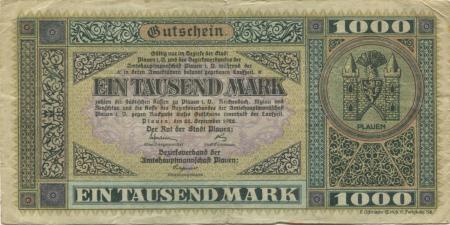 Gutschein.
1000
Gültig nur im Bezirke der Stadt
Plauen i. V. und des Bezirksverbandes der
Amtshauptmannschaft Plauen i. V. während der
in deren Amtsblättern bekannt gegebenen Laufzeit.
EIN TAUSEND MARK
zahlen die städtischen Kassen zu Plauen i. V., Reichenbach, Mylau und
Netzschkau und die Kasse des Bezirksverbandes der Amtshauptmannschaft
Plauen i. V. gegen Rückgabe dieses Gutscheins innerhalb der Laufzeit.
Plauen, den 22. September 1922.
Der Rat der Stadt Plauen:
Bezirksverband der
Amtshauptmannschaft Plauen:
PLAUEN
EIN TAUSEND MARK
1000